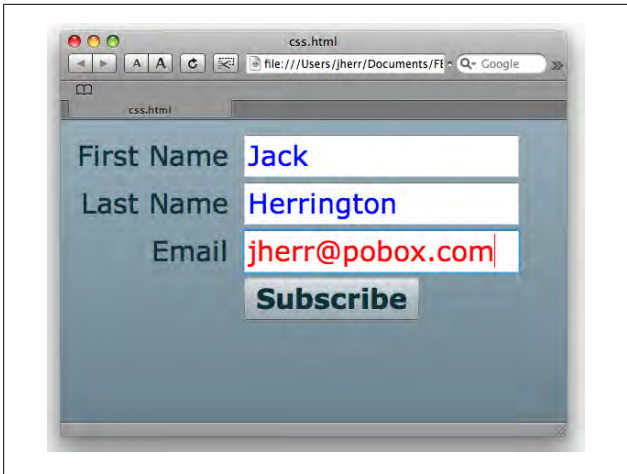 css.html
A A C file:///Users/jherr/Documents/FE Q Google »
css.html
First Name Jack
Last Name Herrington
Email jherr@pobox.com
Subscribe